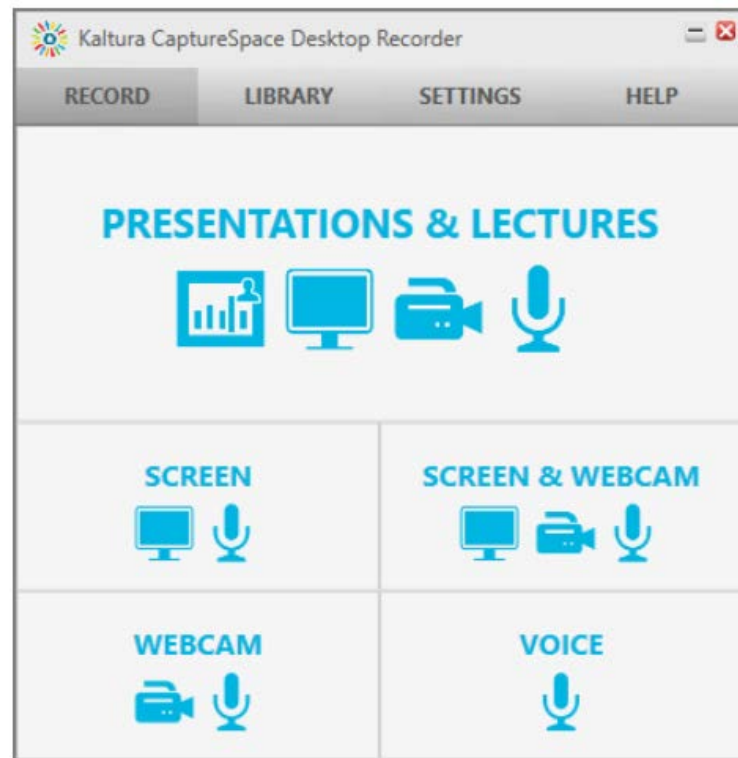 Kaltura CaptureSpace Desktop Recorder
RECORD LIBRARY SETTINGS HELP
PRESENTATIONS & LECTURES
SCREEN SCREEN & WEBCAM
WEBCAM VOICE